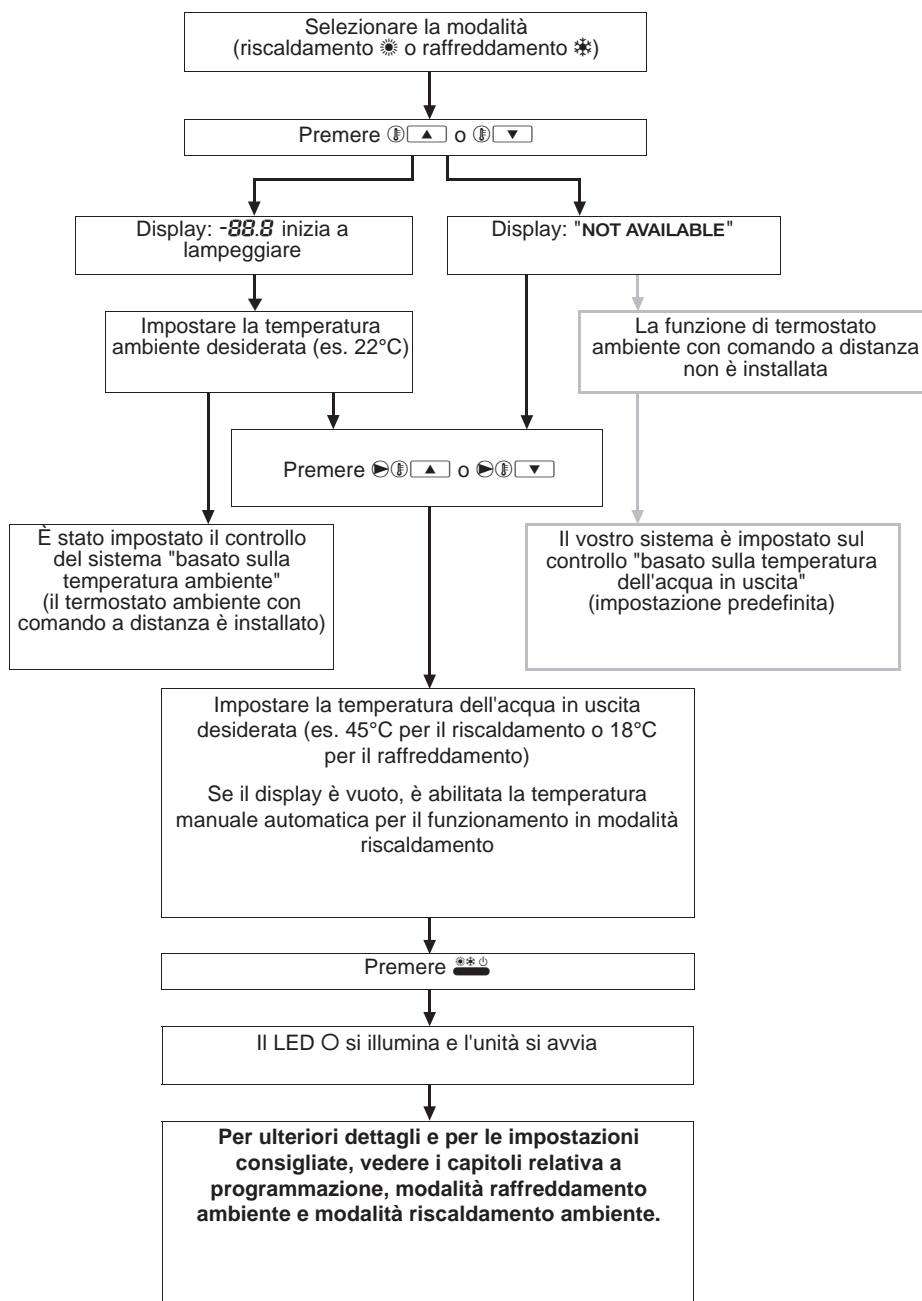 Selezionare la modalità
(riscaldamento ☀ o raffreddamento ❄)
Premere ▲ o ▼
Display: -88.8 inizia a
lampeggiare
Display: "NOT AVAILABLE"
Impostare la temperatura
ambiente desiderata (es. 22°C)
La funzione di termostato
ambiente con comando a distanza
non è installata
Premere ▲ o ▼
È stato impostato il controllo
del sistema "basato sulla
temperatura ambiente"
(il termostato ambiente con
comando a distanza è installato)
Il vostro sistema è impostato sul
controllo "basato sulla temperatura
dell'acqua in uscita"
(impostazione predefinita)
Impostare la temperatura dell'acqua in uscita
desiderata (es. 45°C per il riscaldamento o 18°C
per il raffreddamento)
Se il display è vuoto, è abilitata la temperatura
manuale automatica per il funzionamento in modalità
riscaldamento
Premere
Il LED O si illumina e l'unità si avvia
Per ulteriori dettagli e per le impostazioni
consigliate, vedere i capitoli relativa a
programmazione, modalità raffreddamento
ambiente e modalità riscaldamento ambiente.